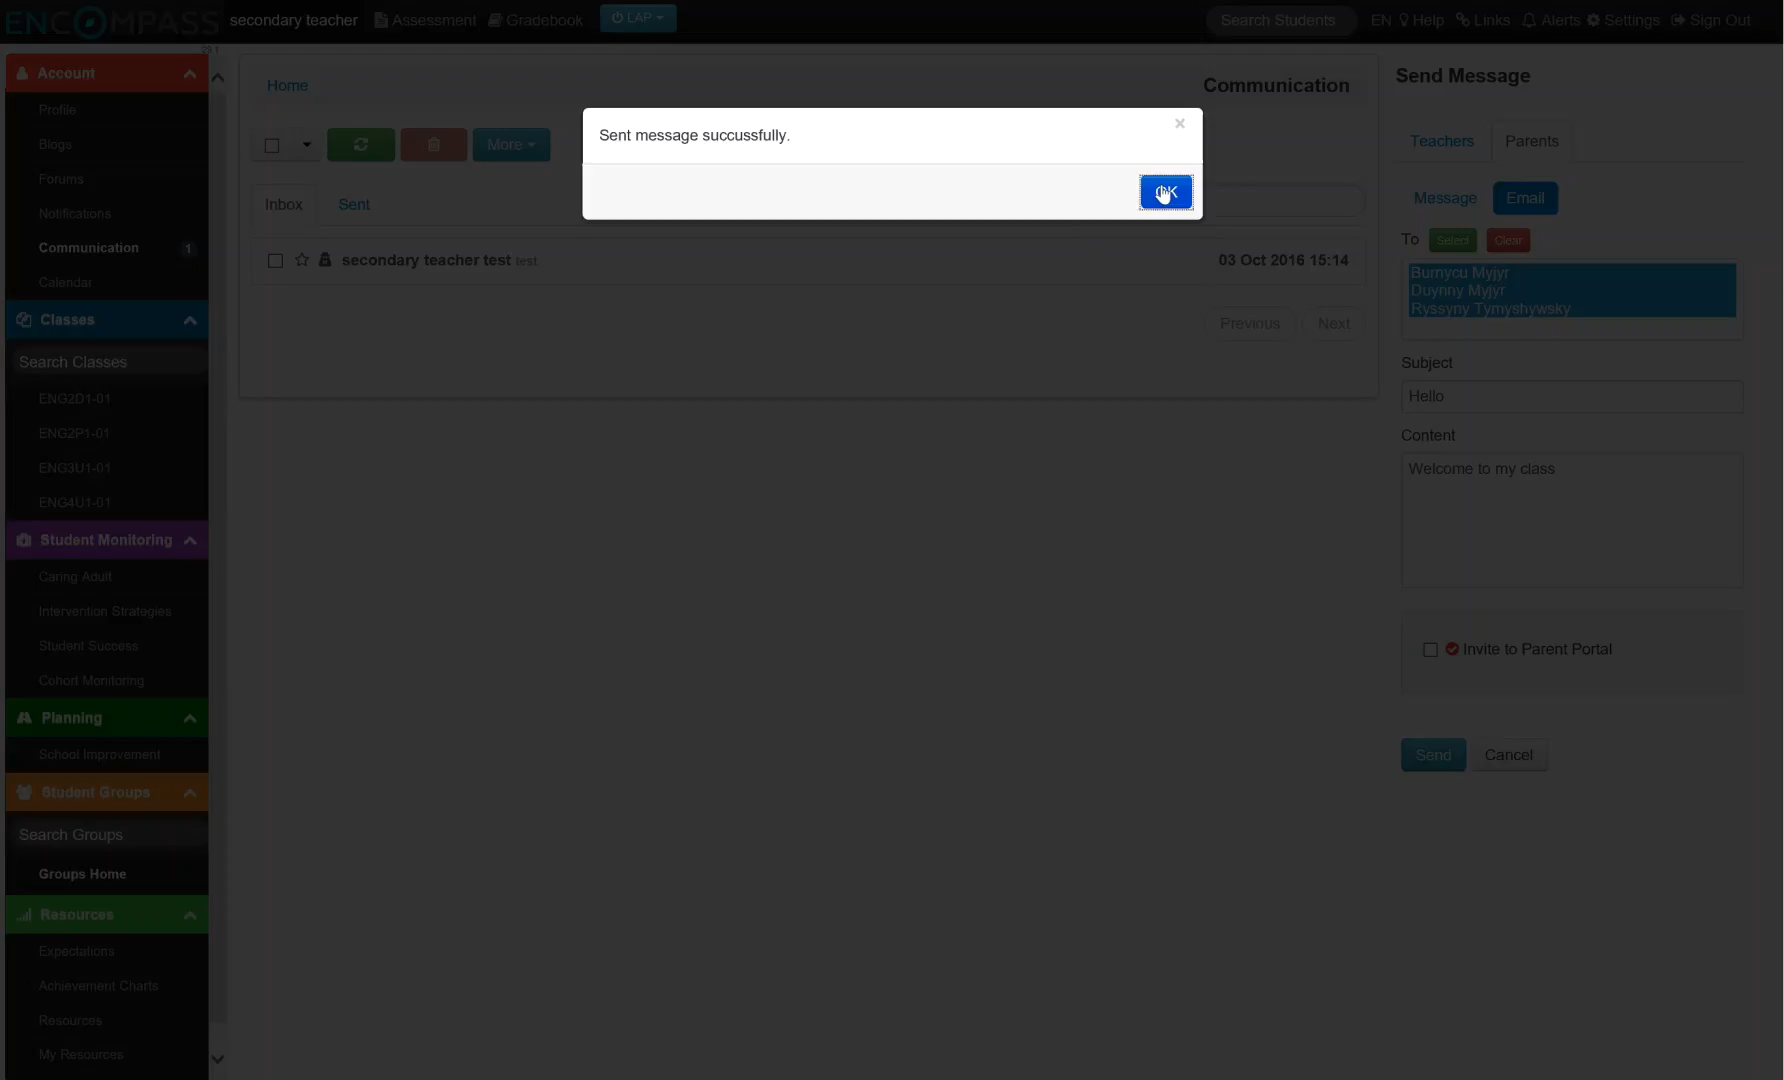 ENCOMPASS
secondary teacher Assessment Gradebook LAP Search Students EN Help Links Alerts Settings Sign Out
29.1
Account
Profile
Blogs
Forums
Notifications
Communication 1
Calendar
Classes
Search Classes
ENG2D1-01
ENG2P1-01
ENG3U1-01
ENG4U1-01
Student Monitoring
Caring Adult
Intervention Strategies
Student Success
Cohort Monitoring
Planning
School Improvement
Student Groups
Search Groups
Groups Home
Resources
Expectations
Achievement Charts
Resources
My Resources
Home Communication
More
Inbox Sent
secondary teacher test test 03 Oct 2016 15:14
Previous Next
Sent message succussfully.
×
OK
Send Message
Teachers Parents
Message Email
To Select Clear
Burnycu Myjyr
Duynny Myjyr
Ryssyny Tymyshywsky
Subject
Hello
Content
Welcome to my class
Invite to Parent Portal
Send Cancel